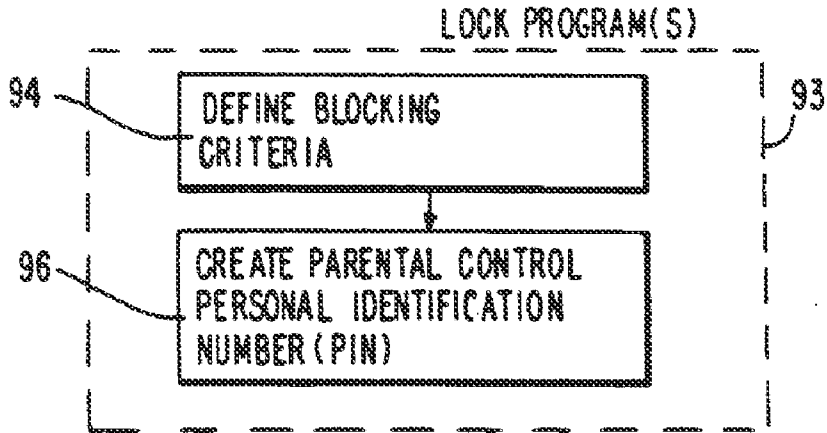 LOCK PROGRAM(S)
94
DEFINE BLOCKING
CRITERIA
93
96
CREATE PARENTAL CONTROL
PERSONAL IDENTIFICATION
NUMBER (PIN)